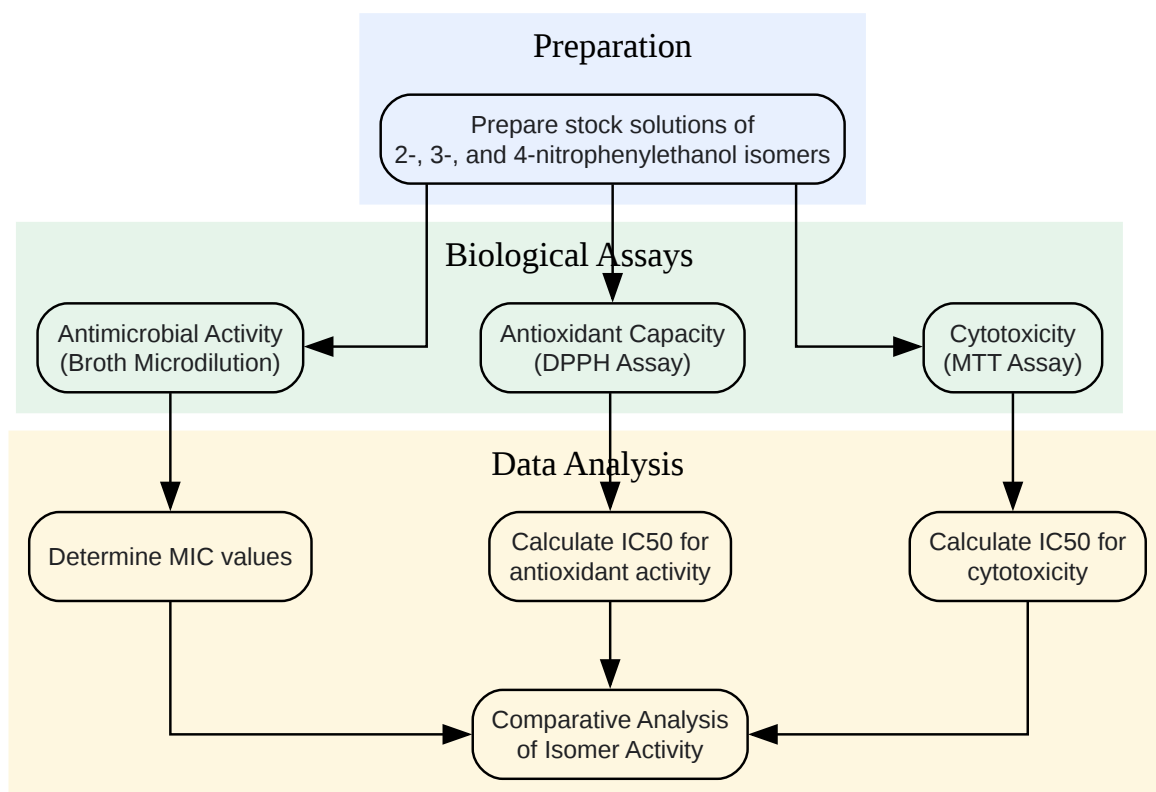 Preparation
Prepare stock solutions of
2-, 3-, and 4-nitrophenylethanol isomers
Biological Assays
Antimicrobial Activity
(Broth Microdilution)
Antioxidant Capacity
(DPPH Assay)
Cytotoxicity
(MTT Assay)
Data Analysis
Determine MIC values
Calculate IC50 for
antioxidant activity
Calculate IC50 for
cytotoxicity
Comparative Analysis
of Isomer Activity